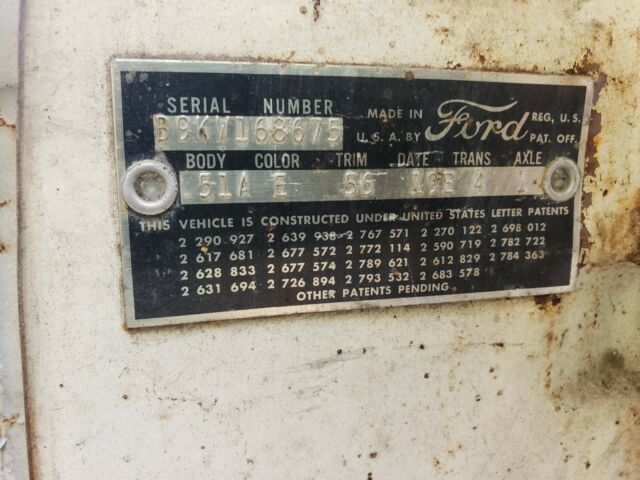 SERIAL NUMBER MADE IN Ford REG, U.S.
B9KW168675 U.S.A. BY PAT. OFF.
BODY COLOR TRIM DATE TRANS AXLE
51A E 56 19E 4 1
THIS VEHICLE IS CONSTRUCTED UNDER UNITED STATES LETTER PATENTS
2 290 927 2 639 938 2 767 571 2 270 122 2 698 012
2 617 681 2 677 572 2 772 114 2 590 719 2 782 722
2 628 833 2 677 574 2 789 621 2 612 829 2 784 363
2 631 694 2 726 894 2 793 532 2 683 578
OTHER PATENTS PENDING